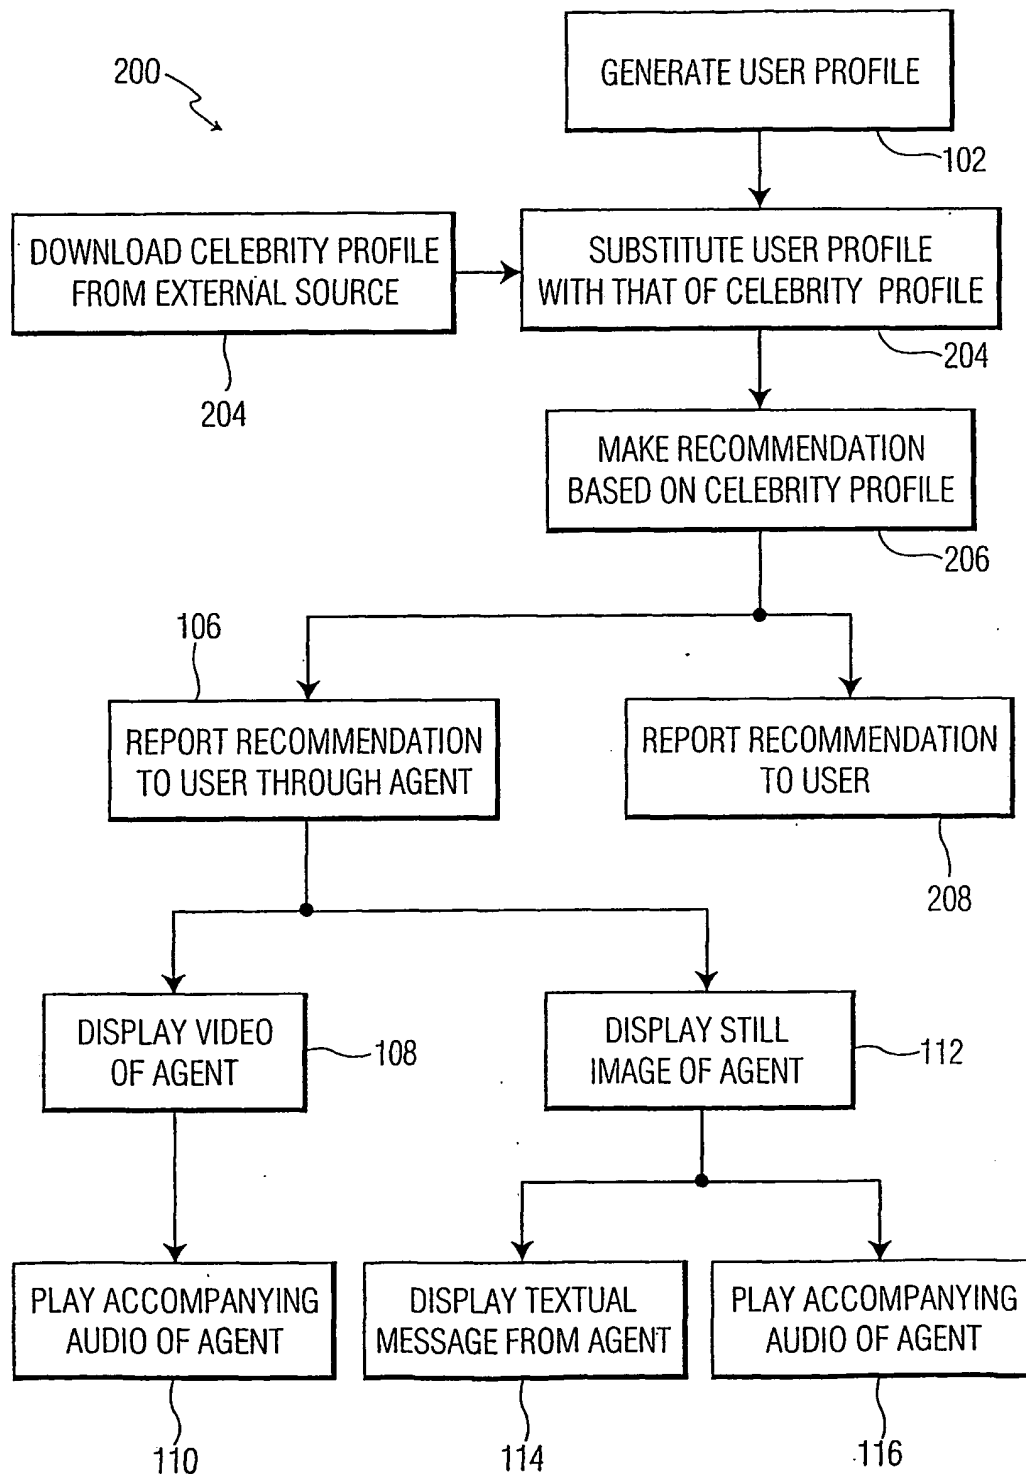 200
GENERATE USER PROFILE
102
DOWNLOAD CELEBRITY PROFILE
FROM EXTERNAL SOURCE
204
SUBSTITUTE USER PROFILE
WITH THAT OF CELEBRITY PROFILE
204
MAKE RECOMMENDATION
BASED ON CELEBRITY PROFILE
206
106
REPORT RECOMMENDATION
TO USER THROUGH AGENT
REPORT RECOMMENDATION
TO USER
208
DISPLAY VIDEO
OF AGENT
108
DISPLAY STILL
IMAGE OF AGENT
112
PLAY ACCOMPANYING
AUDIO OF AGENT
110
DISPLAY TEXTUAL
MESSAGE FROM AGENT
114
PLAY ACCOMPANYING
AUDIO OF AGENT
116